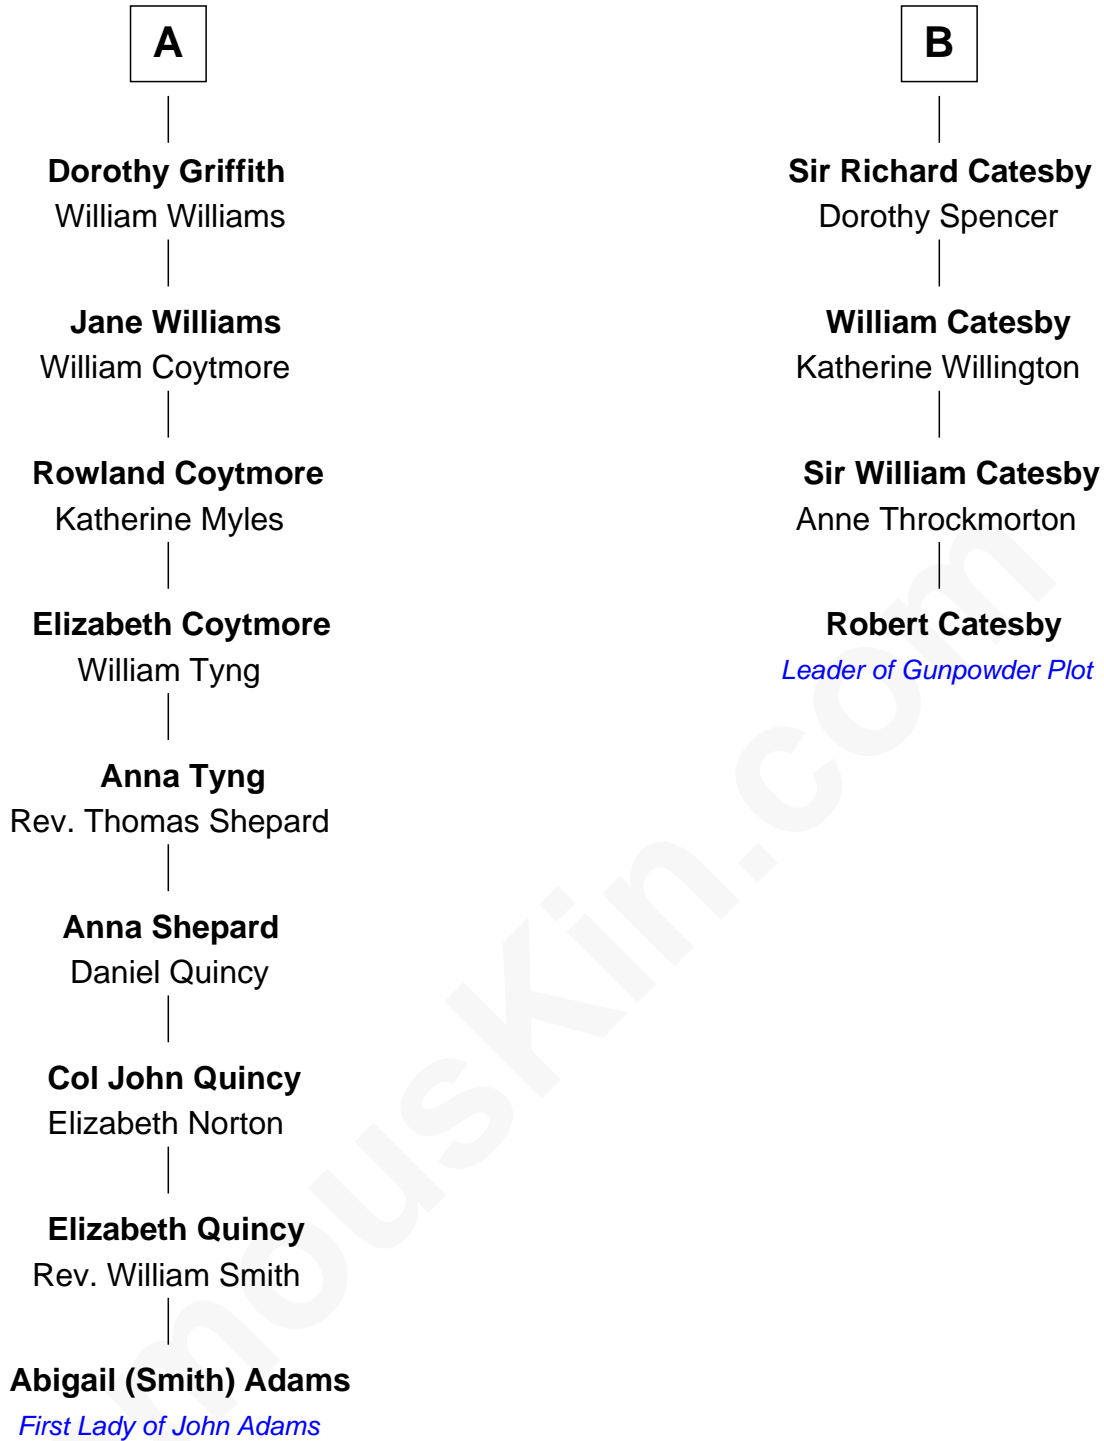 A
Dorothy Griffith
William Williams
Jane Williams
William Coytmore
Rowland Coytmore
Katherine Myles
Elizabeth Coytmore
William Tyng
Anna Tyng
Rev. Thomas Shepard
Anna Shepard
Daniel Quincy
Col John Quincy
Elizabeth Norton
Elizabeth Quincy
Rev. William Smith
Abigail (Smith) Adams
First Lady of John Adams
B
Sir Richard Catesby
Dorothy Spencer
William Catesby
Katherine Willington
Sir William Catesby
Anne Throckmorton
Robert Catesby
Leader of Gunpowder Plot
mousKin.com